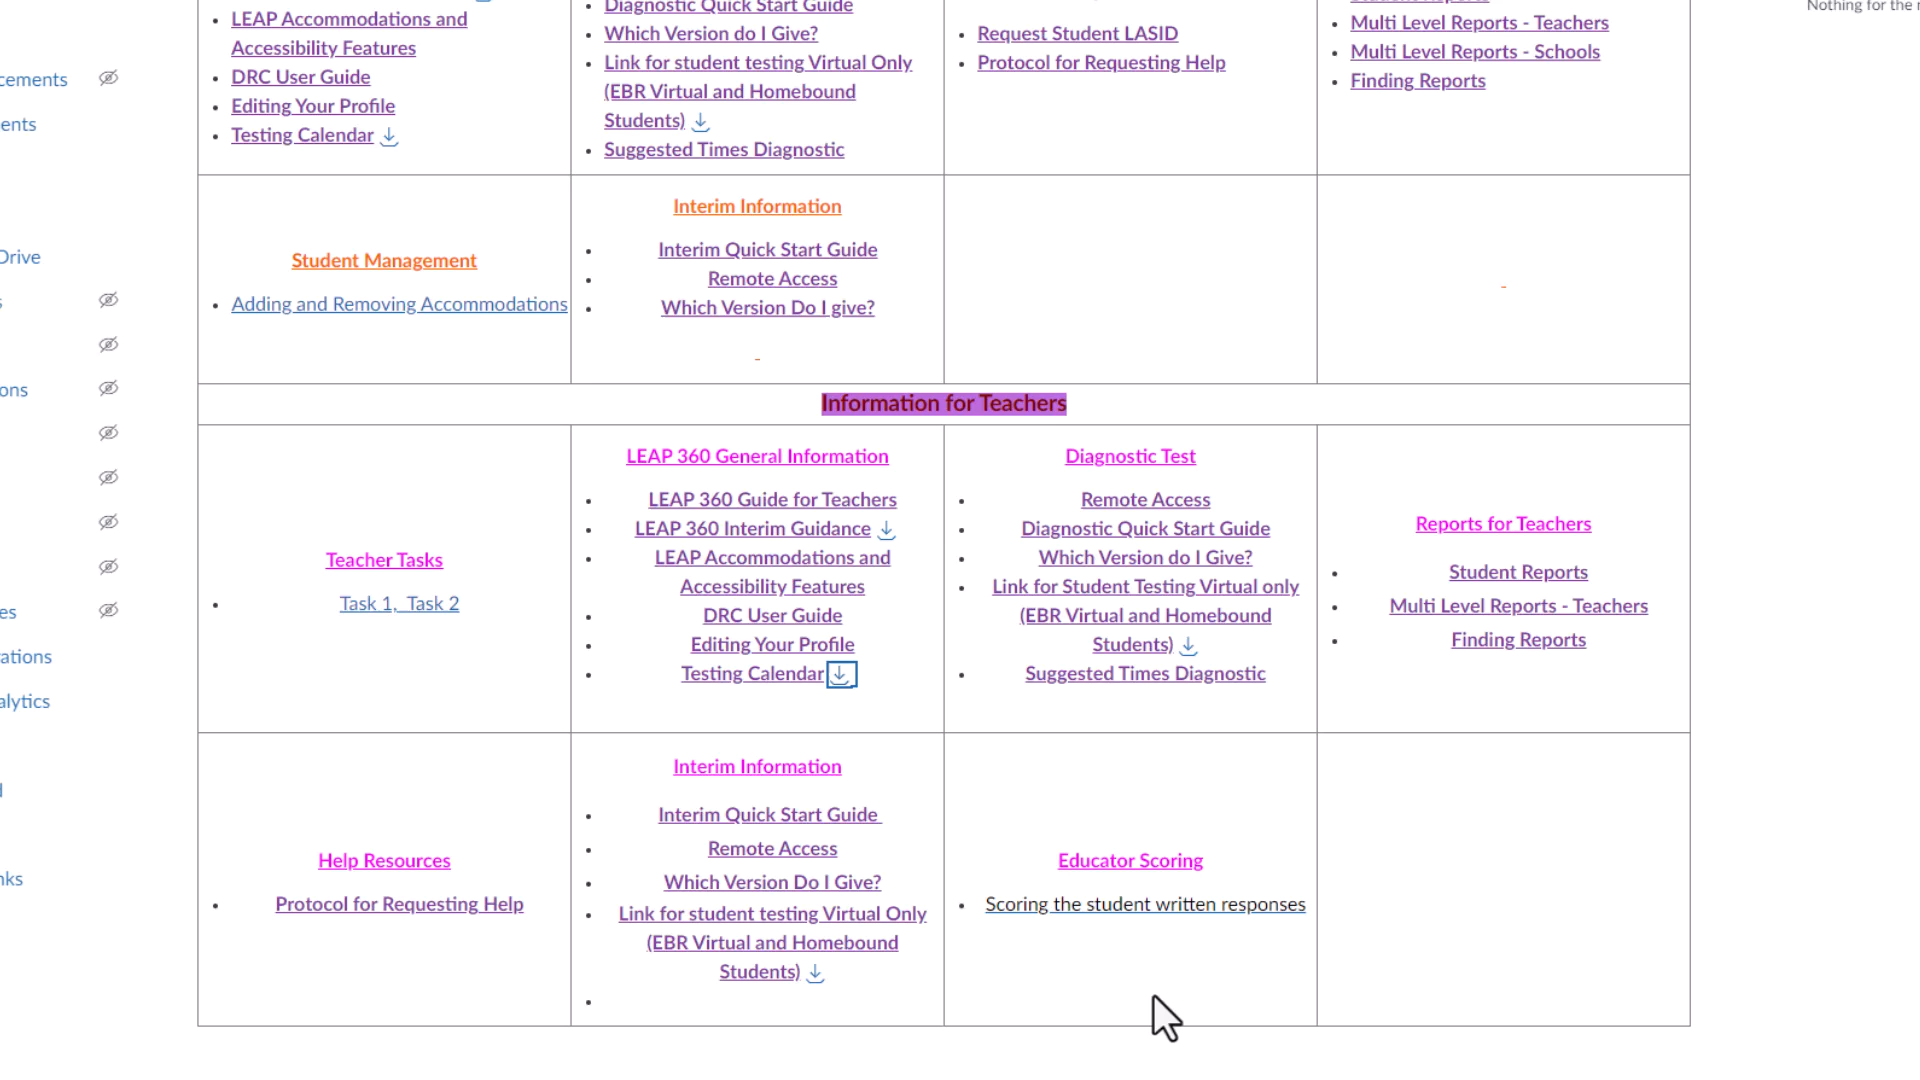 Nothing for the
LEAP Accommodations and
Accessibility Features
DRC User Guide
Editing Your Profile
Testing Calendar
Diagnostic Quick Start Guide
Which Version do I Give?
Link for student testing Virtual Only
(EBR Virtual and Homebound
Students)
Suggested Times Diagnostic
Request Student LASID
Protocol for Requesting Help
Multi Level Reports - Teachers
Multi Level Reports - Schools
Finding Reports
Student Management
Adding and Removing Accommodations
Interim Information
Interim Quick Start Guide
Remote Access
Which Version Do I give?
Information for Teachers
Teacher Tasks
Task 1, Task 2
LEAP 360 General Information
LEAP 360 Guide for Teachers
LEAP 360 Interim Guidance
LEAP Accommodations and
Accessibility Features
DRC User Guide
Editing Your Profile
Testing Calendar
Diagnostic Test
Remote Access
Diagnostic Quick Start Guide
Which Version do I Give?
Link for Student Testing Virtual only
(EBR Virtual and Homebound
Students)
Suggested Times Diagnostic
Reports for Teachers
Student Reports
Multi Level Reports - Teachers
Finding Reports
Help Resources
Protocol for Requesting Help
Interim Information
Interim Quick Start Guide
Remote Access
Which Version Do I Give?
Link for student testing Virtual Only
(EBR Virtual and Homebound
Students)
Educator Scoring
Scoring the student written responses
cements
ents
Drive
ons
es
ations
alytics
nks